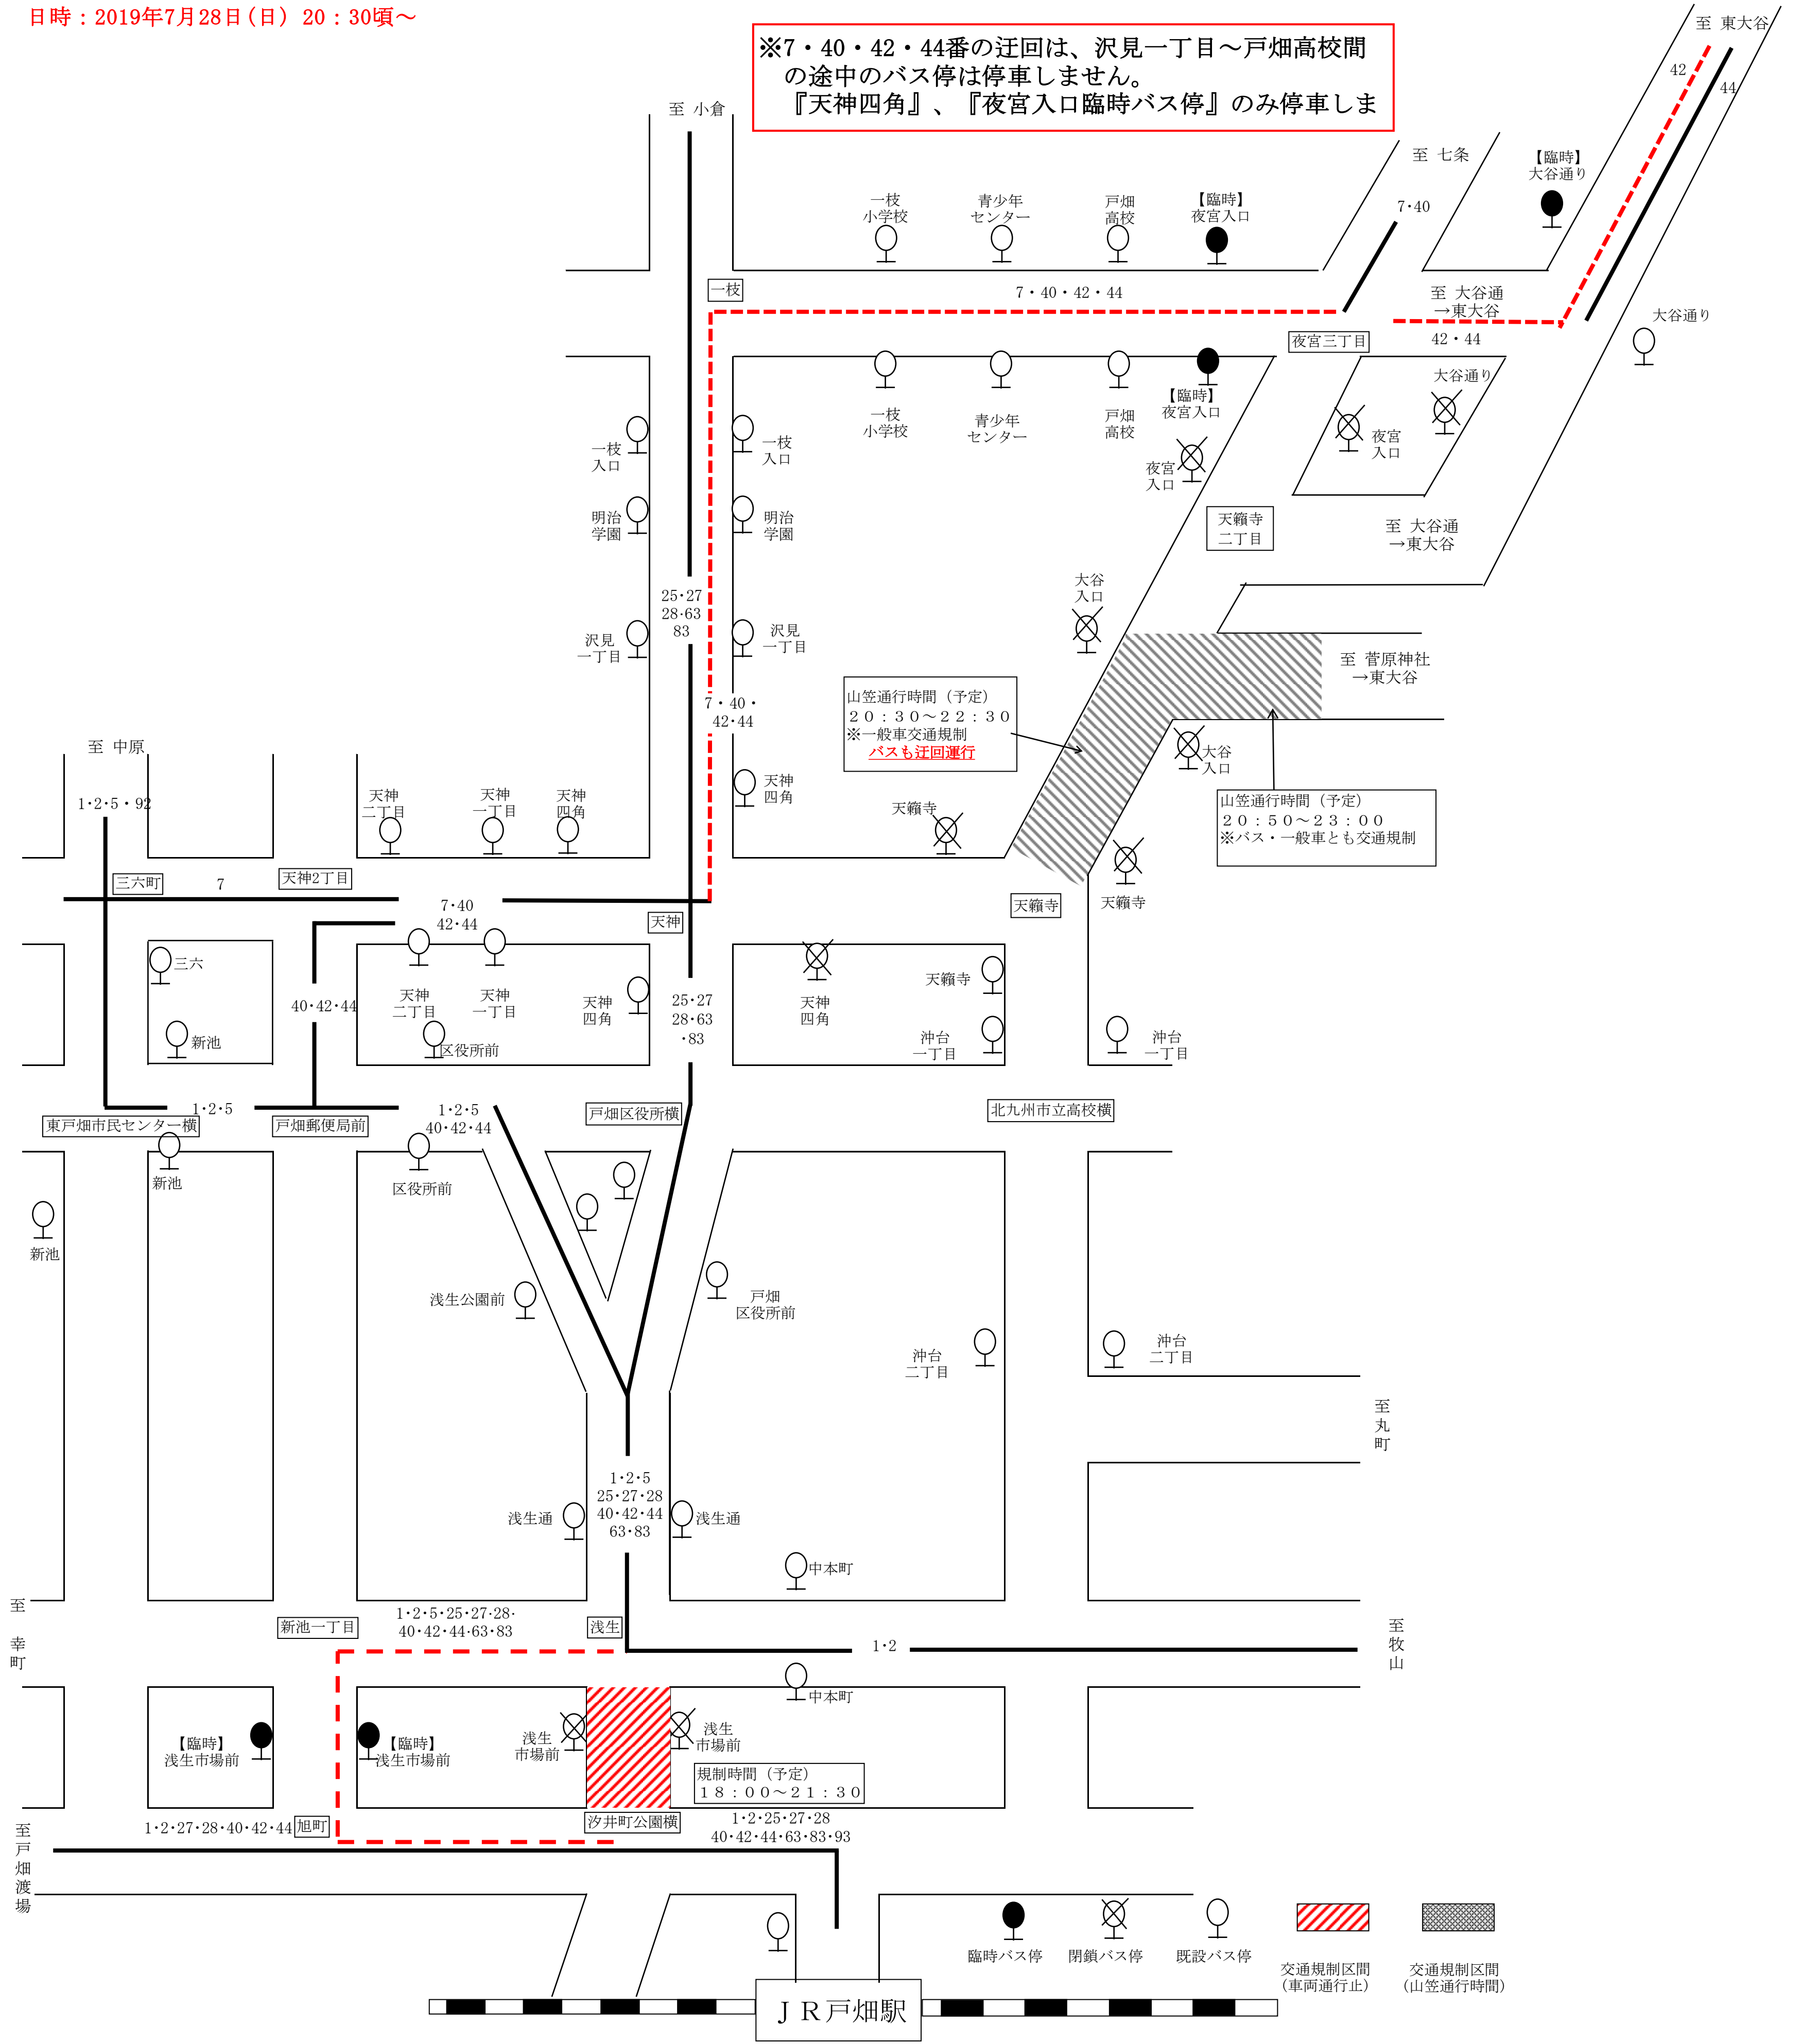 日時：2019年7月28日(日) 20：30頃～
※7・40・42・44番の迂回は、沢見一丁目～戸畑高校間
の途中のバス停は停車しません。
『天神四角』、『夜宮入口臨時バス停』のみ停車しま
至 東大谷
42
44
至 小倉
至 七条
7・40
【臨時】
大谷通り
一枝
小学校
青少年
センター
戸畑
高校
【臨時】
夜宮入口
一枝
7・40・42・44
至 大谷通
→東大谷
大谷通り
夜宮三丁目
42・44
大谷通り
一枝
小学校
青少年
センター
戸畑
高校
【臨時】
夜宮入口
一枝
入口
一枝
入口
夜宮
入口
夜宮
入口
明治
学園
明治
学園
天籟寺
二丁目
至 大谷通
→東大谷
大谷
入口
25・27
28・63
83
沢見
一丁目
沢見
一丁目
至 菅原神社
→東大谷
7・40・
42・44
山笠通行時間（予定）
２０：３０～２２：３０
※一般車交通規制
バスも迂回運行
大谷
入口
至 中原
1・2・5・92
天神
二丁目
天神
一丁目
天神
四角
天神
四角
天籟寺
山笠通行時間（予定）
２０：５０～２３：００
※バス・一般車とも交通規制
三六町
7
天神2丁目
7・40
42・44
天神
天籟寺
天籟寺
三六
40・42・44
天神
二丁目
天神
一丁目
天神
四角
25・27
28・63
・83
天神
四角
天籟寺
新池
区役所前
沖台
一丁目
沖台
一丁目
東戸畑市民センター横
1・2・5
戸畑郵便局前
1・2・5
40・42・44
戸畑区役所横
北九州市立高校横
新池
区役所前
新池
浅生公園前
戸畑
区役所前
沖台
二丁目
沖台
二丁目
至丸町
1・2・5
25・27・28
40・42・44
63・83
浅生通
浅生通
中本町
至 幸町
新池一丁目
1・2・5・25・27・28・
40・42・44・63・83
浅生
1・2
至牧山
中本町
【臨時】
浅生市場前
【臨時】
浅生市場前
浅生
市場前
浅生
市場前
規制時間（予定）
１８：００～２１：３０
至戸畑渡場
1・2・27・28・40・42・44
旭町
汐井町公園横
1・2・25・27・28
40・42・44・63・83・93
臨時バス停
閉鎖バス停
既設バス停
交通規制区間
（車両通行止）
交通規制区間
（山笠通行時間）
ＪＲ戸畑駅